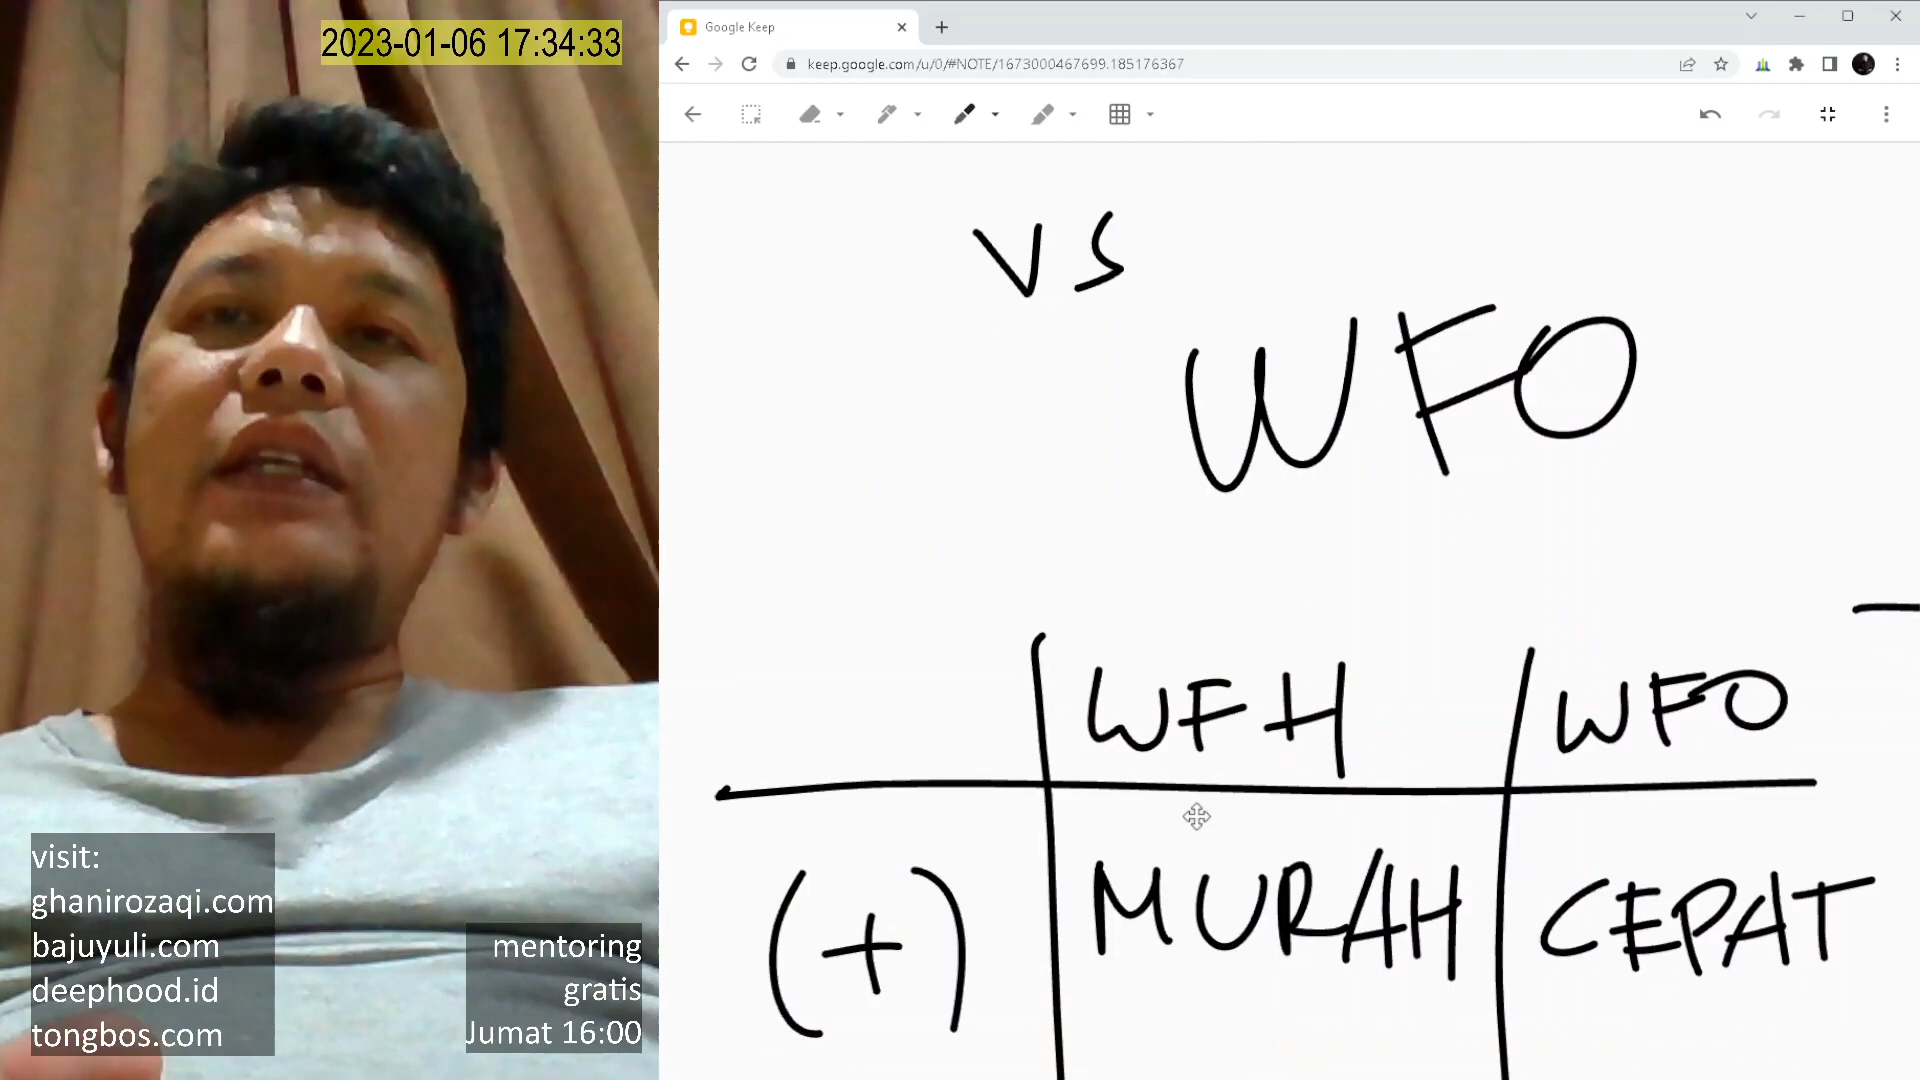 2023-01-06 17:34:33
Google Keep
keep.google.com/u/0/#NOTE/1673000467699.185176367
VS
WFO
WFH WFO
(+) MURAH CEPAT
visit:
ghanirozaqi.com
bajuyuli.com
deephood.id
tongbos.com
mentoring
gratis
Jumat 16:00